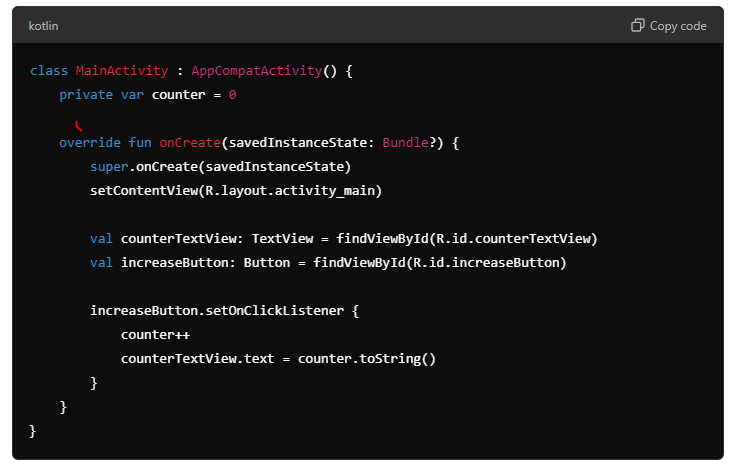 kotlin
Copy code
class MainActivity : AppCompatActivity() {
    private var counter = 0
    override fun onCreate(savedInstanceState: Bundle?) {
        super.onCreate(savedInstanceState)
        setContentView(R.layout.activity_main)
        val counterTextView: TextView = findViewById(R.id.counterTextView)
        val increaseButton: Button = findViewById(R.id.increaseButton)
        increaseButton.setOnClickListener {
            counter++
            counterTextView.text = counter.toString()
        }
    }
}